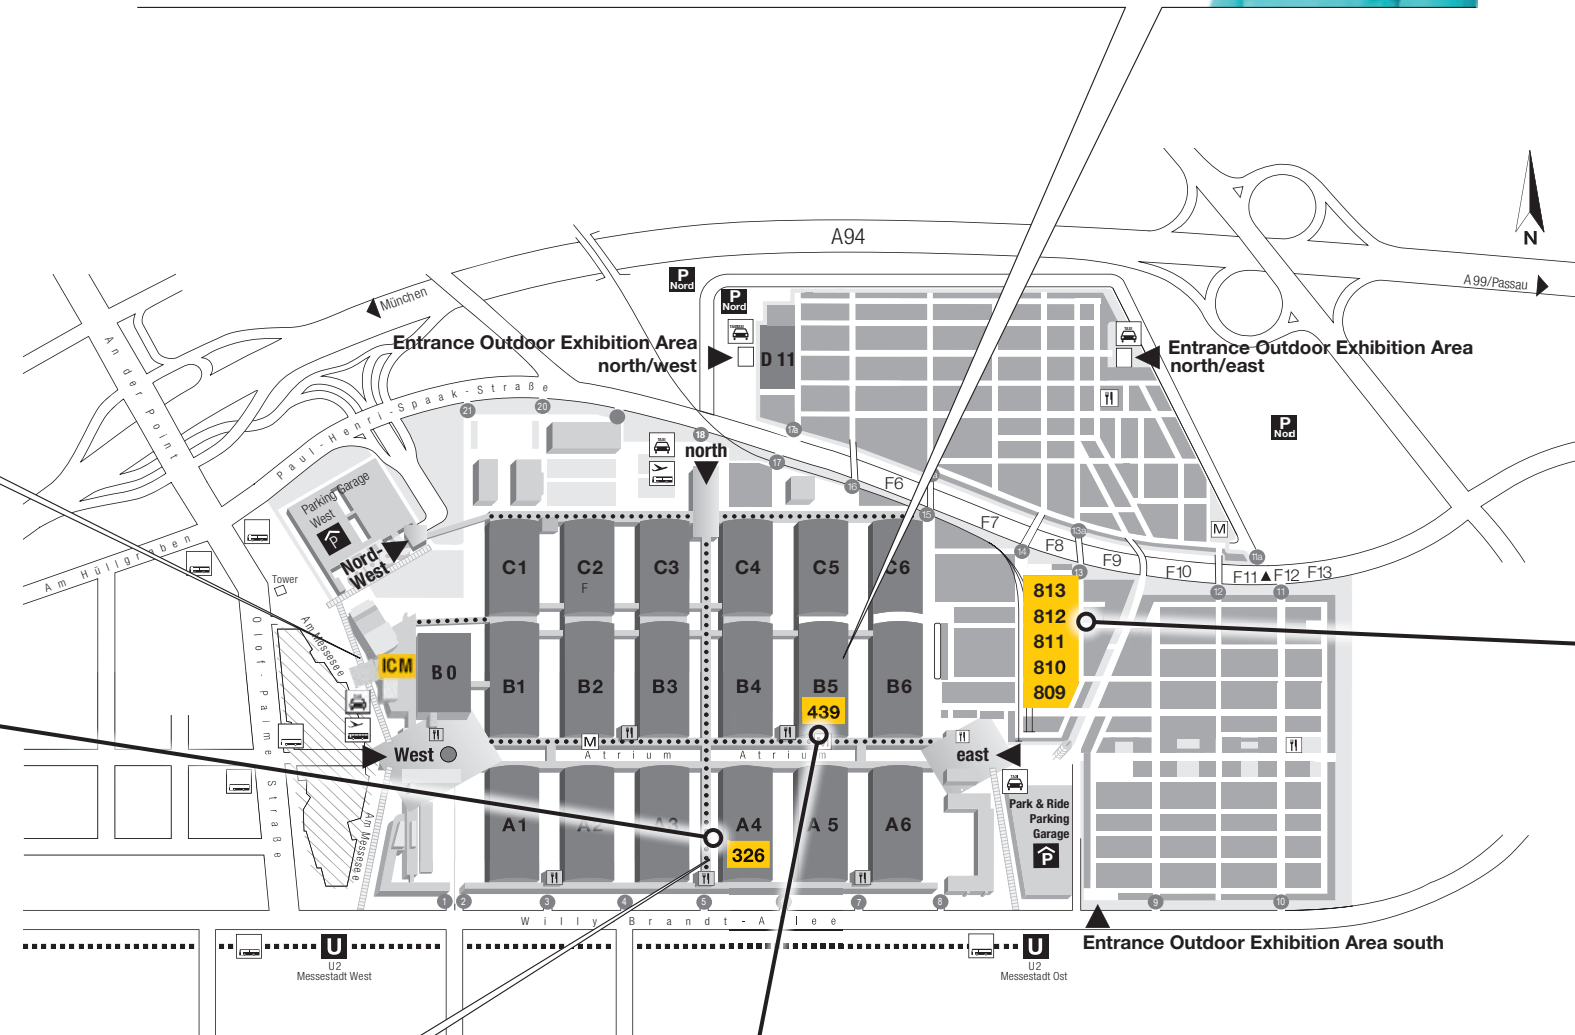 A94
N
P
Nord
A99/Passau
München
P
Nord
TAXI
Entrance Outdoor Exhibition Area
north/west
D 11
Entrance Outdoor Exhibition Area
north/east
Ander Point
Paul-Henri-Spaak-Straße
21
20
18
17a
P
Nord
north
17
16
F6
Parking Garage
West
P
15
F7
M
Nord-
West
14
F8
13a
11a
Am Hüllgraben
C1
C2
C3
C4
C5
C6
F
F9
F10
F11
F12
F13
13
12
11
Tower
813
812
811
810
809
Olof-Palme Straße
Am Messesee
ICM
B0
B1
B2
B3
B4
B5
B6
439
M
West
Atrium
Atrium
east
A1
A2
A3
A4
A5
A6
326
Park & Ride
Parking
Garage
P
Am Messesee
1
2
3
4
5
7
8
9
10
Willy-Brandt-Allee
Entrance Outdoor Exhibition Area south
U
U2
Messestadt West
U
U2
Messestadt Ost